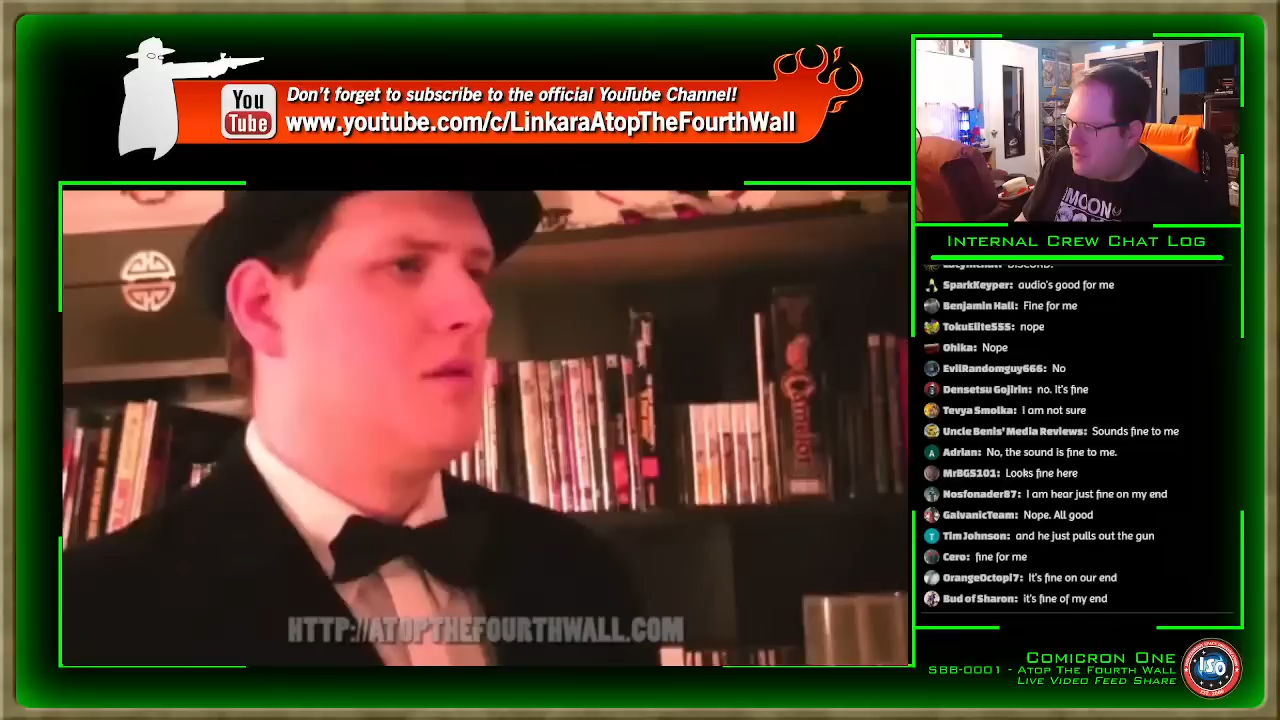 Don't forget to subscribe to the official YouTube Channel!
You
Tube
www.youtube.com/c/LinkaraAtopTheFourthWall
MOON
INTERNAL CREW CHAT LOG
SparkKeyper: audio's good for me
Benjamin Hall: Fine for me
TokuElite555: nope
Ohika: Nope
EvilRandomguy666: No
Densetsu Gojirin: no. It's fine
Tevya Smolka: I am not sure
Uncle Benis' Media Reviews: Sounds fine to me
A
Adrian: No, the sound is fine to me.
MrBGS101: Looks fine here
Nosfonader87: I am hear just fine on my end
GalvanicTeam: Nope. All good
T
Tim Johnson: and he just pulls out the gun
Cero: fine for me
OrangeOctopi7: It's fine on our end
Bud of Sharon: it's fine of my end
HTTP://ATOPTHEFOURTHWALL.COM
COMICRON ONE
SBB-0001 - ATOP THE FOURTH WALL
LIVE VIDEO FEED SHARE
ISO